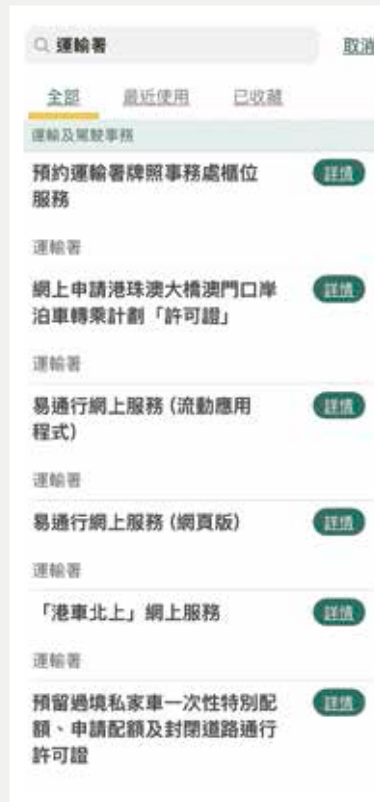 運輸署 取消
全部 最近使用 已收藏
運輸及駕駛事務
預約運輸署牌照事務處櫃位 詳情
服務
運輸署
網上申請港珠澳大橋澳門口岸 詳情
泊車轉乘計劃「許可證」
運輸署
易通行網上服務 (流動應用 詳情
程式)
運輸署
易通行網上服務 (網頁版) 詳情
運輸署
「港車北上」網上服務 詳情
運輸署
預留過境私家車一次性特別配 詳情
額、申請配額及封閉道路通行
許可證